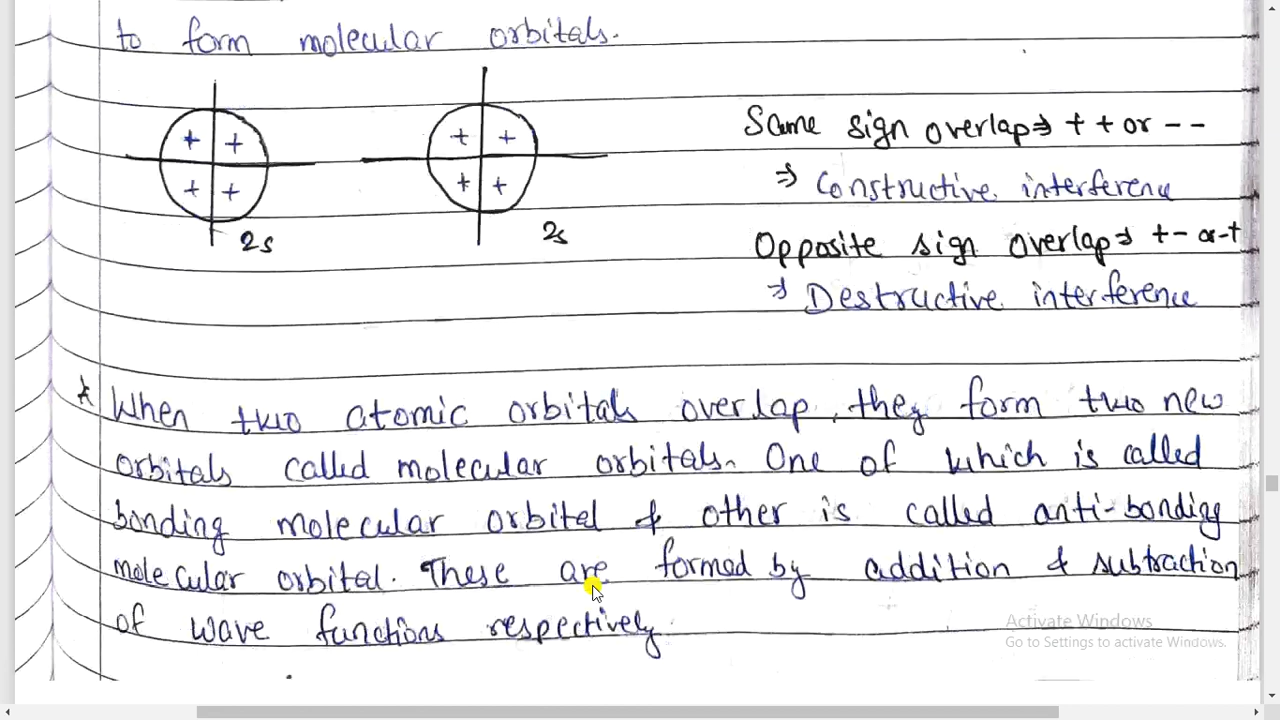 to form molecular orbitals.
+ + + +
+ + + +
2s 2s
Same sign overlap ⇒ + + or - -
⇒ Constructive interference
Opposite sign overlap ⇒ + - or - +
⇒ Destructive interference
* When two atomic orbitals overlap, they form two new
orbitals called molecular orbitals. One of which is called
bonding molecular orbital & other is called anti-bonding
molecular orbital. These are formed by addition & subtraction
of wave functions respectively.
Activate Windows
Go to Settings to activate Windows.